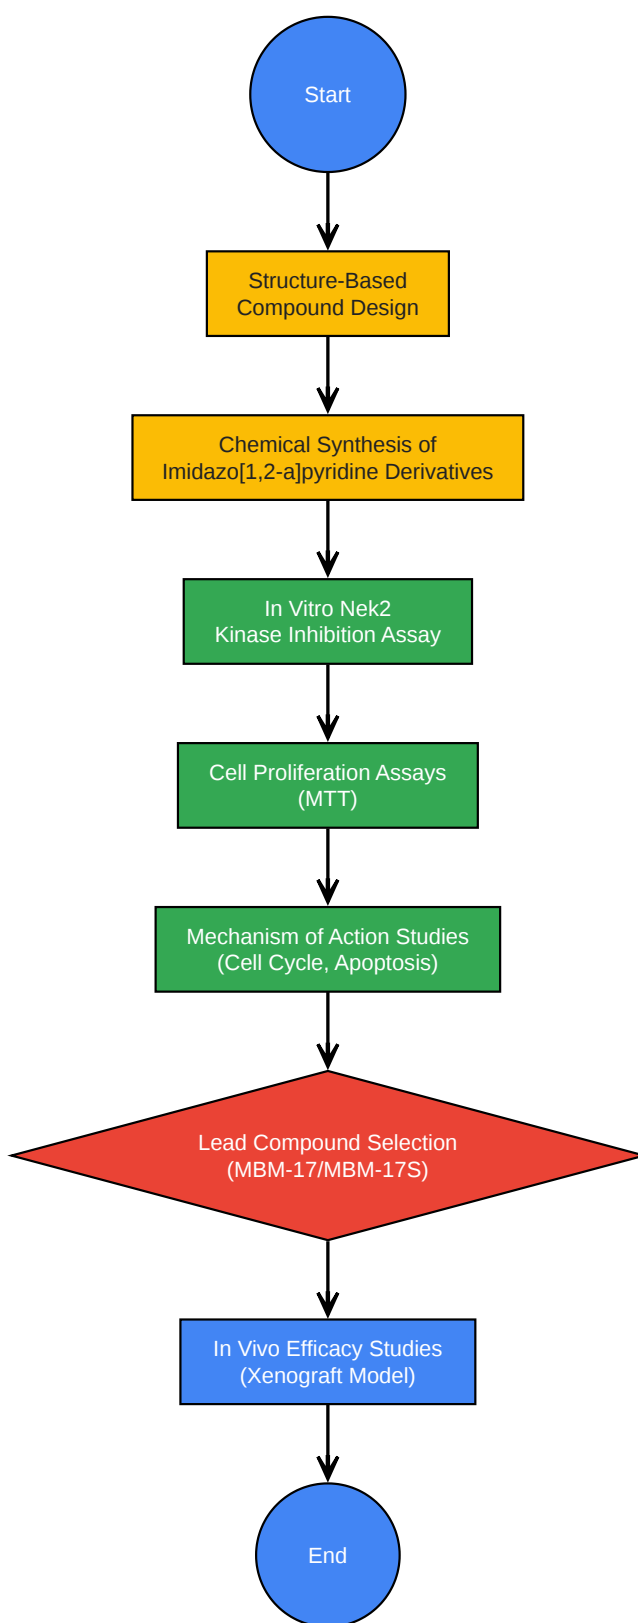 Start
Structure-Based
Compound Design
Chemical Synthesis of
Imidazo[1,2-a]pyridine Derivatives
In Vitro Nek2
Kinase Inhibition Assay
Cell Proliferation Assays
(MTT)
Mechanism of Action Studies
(Cell Cycle, Apoptosis)
Lead Compound Selection
(MBM-17/MBM-17S)
In Vivo Efficacy Studies
(Xenograft Model)
End